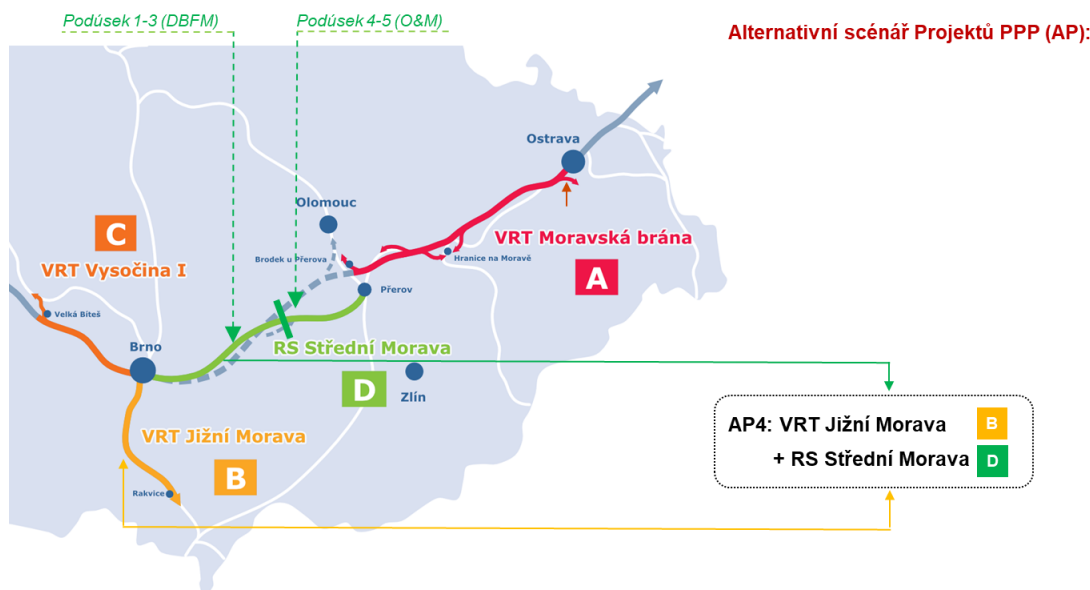 Podúsek 1-3 (DBFM)
Podúsek 4-5 (O&M)
Alternativní scénář Projektů PPP (AP):
Ostrava
Olomouc
C
VRT Moravská brána
VRT Vysočina I
Brodek u Přerova
Hranice na Moravě
A
Přerov
Velká Bíteš
Brno
RS Střední Morava
D
Zlín
VRT Jižní Morava
B
Rakvice
AP4: VRT Jižní Morava B
+ RS Střední Morava D